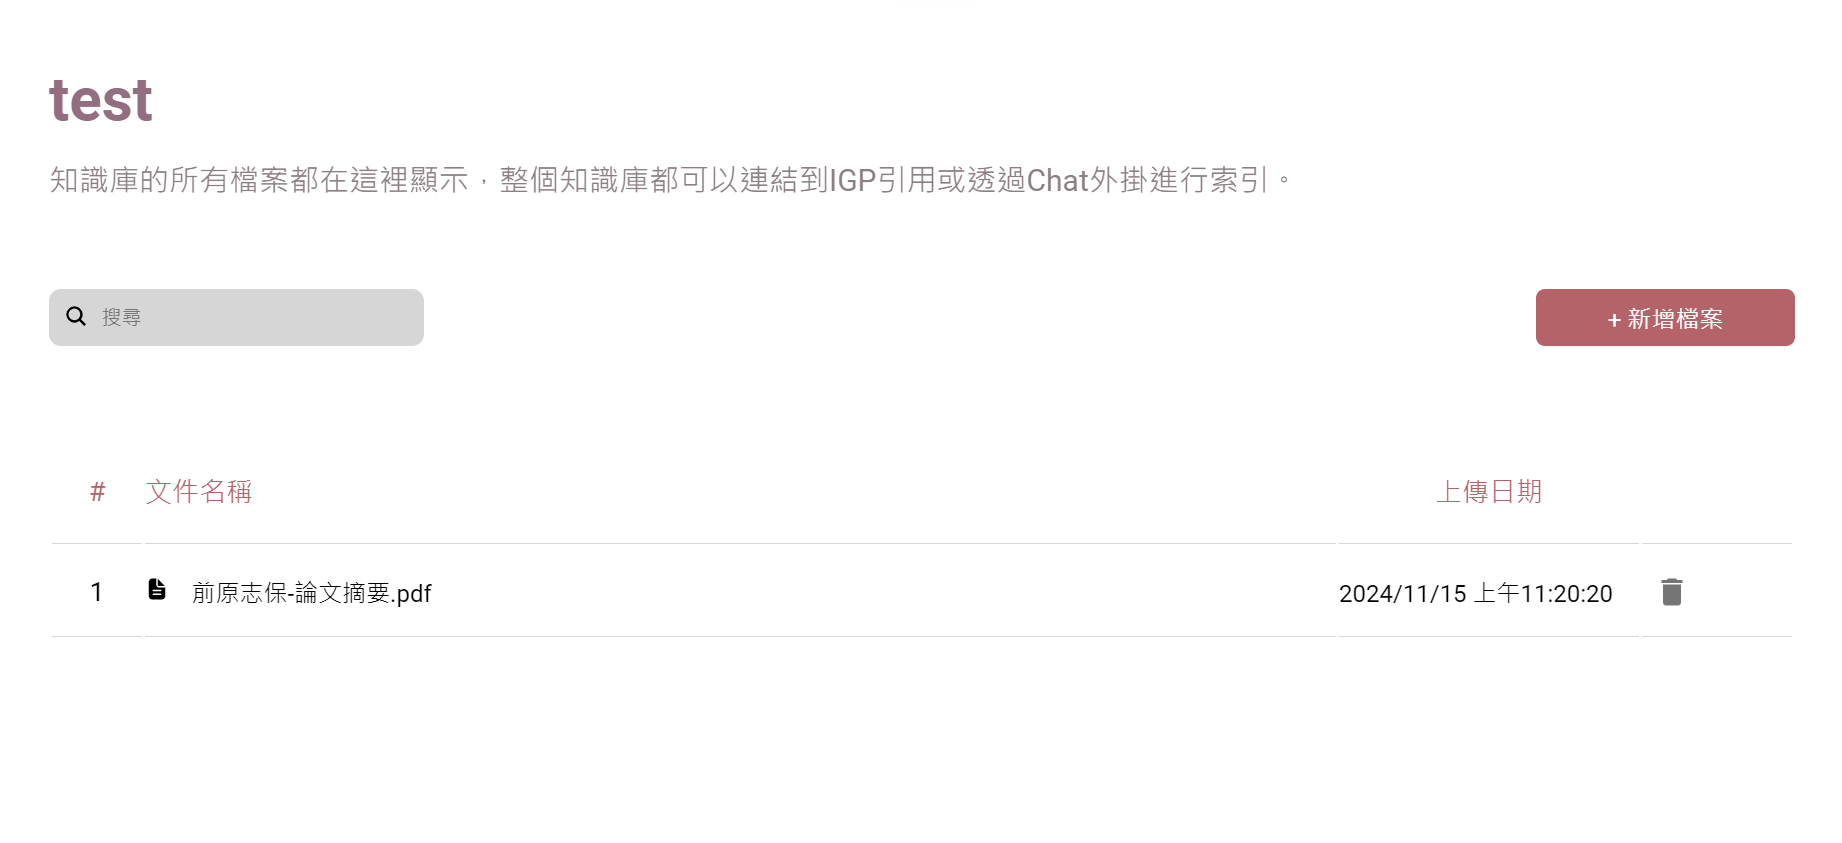 test
知識庫的所有檔案都在這裡顯示，整個知識庫都可以連結到IGP引用或透過Chat外掛進行索引。
搜尋
+ 新增檔案
# 文件名稱 上傳日期
1 前原志保-論文摘要.pdf 2024/11/15 上午11:20:20